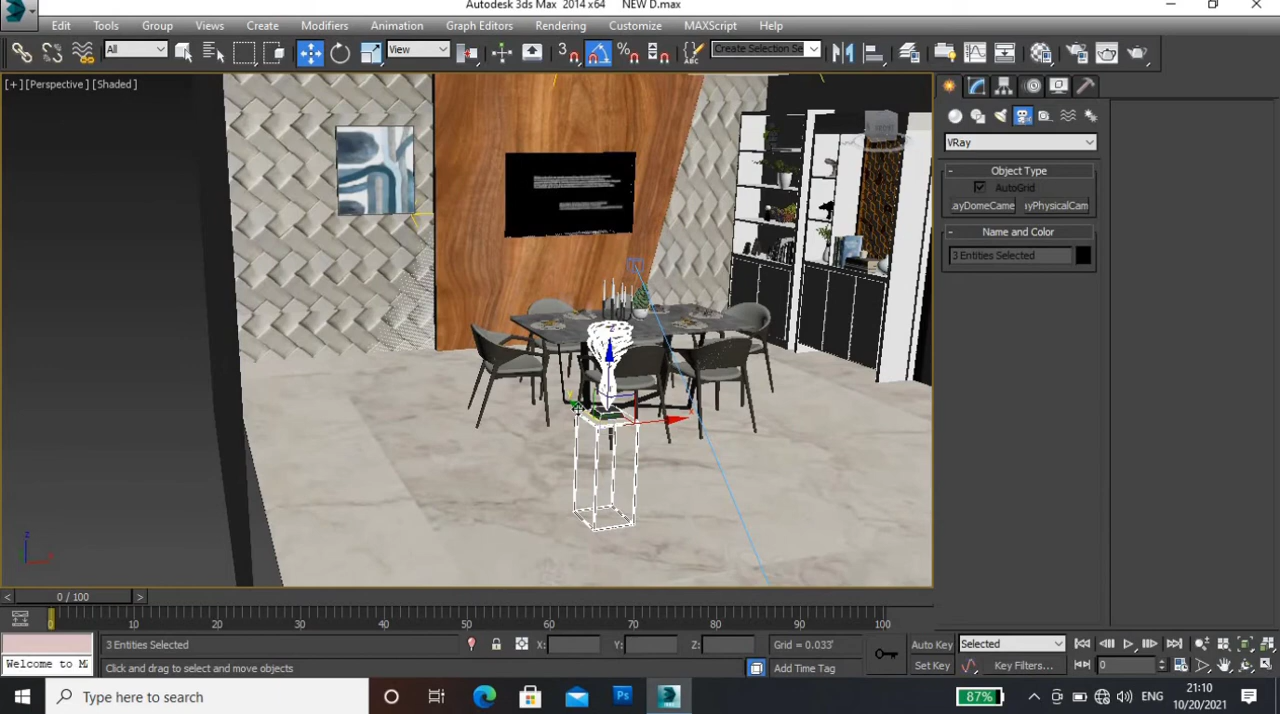 Autodesk 3ds Max 2014 x64 NEW D.max
Edit Tools Group Views Create Modifiers Animation Graph Editors Rendering Customize MAXScript Help
All View 3 % ABC Create Selection Se
[+] [Perspective] [Shaded]
VRay
- Object Type
AutoGrid
.ayDomeCame yPhysicalCam
- Name and Color
3 Entities Selected
z
x
< 0 / 100 >
0 10 20 30 40 50 60 70 80 90 100
3 Entities Selected X: Y: Z: Grid = 0.033' Auto Key Selected
Welcome to M Click and drag to select and move objects Add Time Tag Set Key Key Filters... 0
Type here to search Ps 87% ENG 21:10
10/20/2021